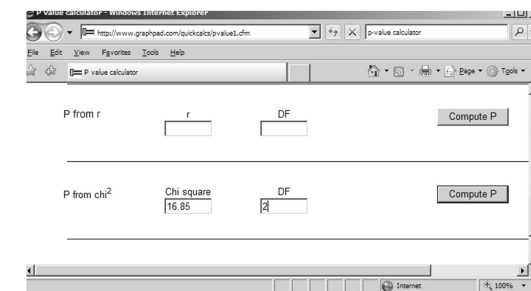 P value calculator - Windows Internet Explorer
http://www.graphpad.com/quickcalcs/pvalue1.cfm
p-value calculator
File Edit View Favorites Tools Help
P value calculator
Page Tools
P from r
r
DF
Compute P
P from chi²
Chi square
DF
16.85
2
Compute P
Internet
100%